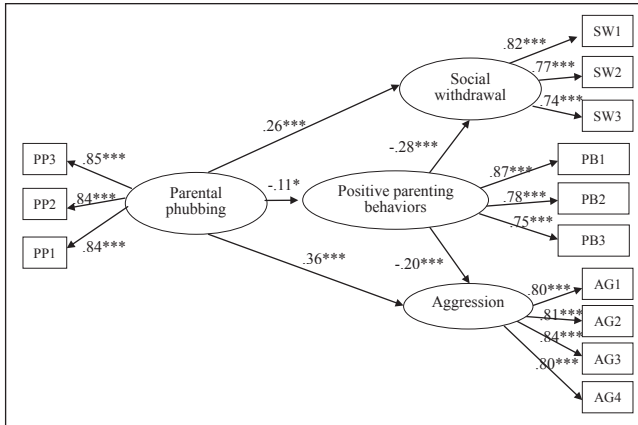 SW1
.82***
SW2
.77***
Social
withdrawal
.74***
SW3
.26***
-.28***
PP3
.85***
PB1
.87***
Parental
phubbing
-.11*
Positive parenting
behaviors
PP2
.84***
.78***
PB2
.75***
PB3
PP1
.84***
.36***
-.20***
AG1
.80***
Aggression
.81***
AG2
.84***
AG3
.80***
AG4